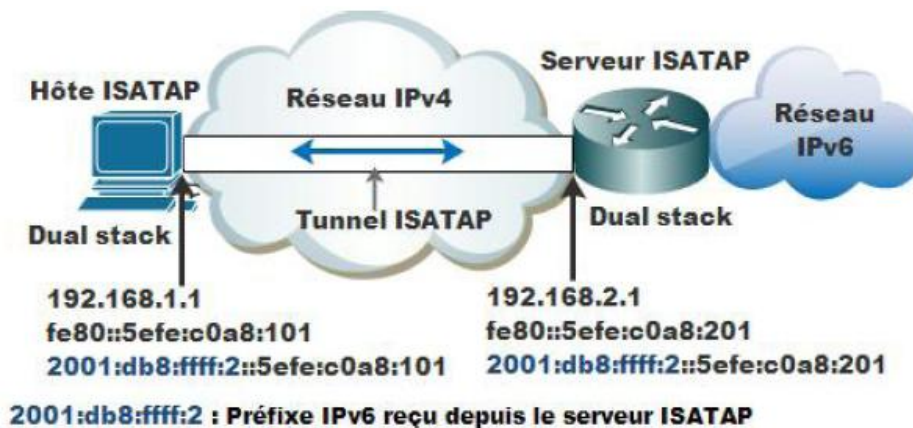 Serveur ISATAP
Hôte ISATAP
Réseau IPv4
Réseau
IPv6
Tunnel ISATAP
Dual stack
Dual stack
192.168.1.1
fe80::5efe:c0a8:101
2001:db8:ffff:2::5efe:c0a8:101
192.168.2.1
fe80::5efe:c0a8:201
2001:db8:ffff:2::5efe:c0a8:201
2001:db8:ffff:2 : Préfixe IPv6 reçu depuis le serveur ISATAP